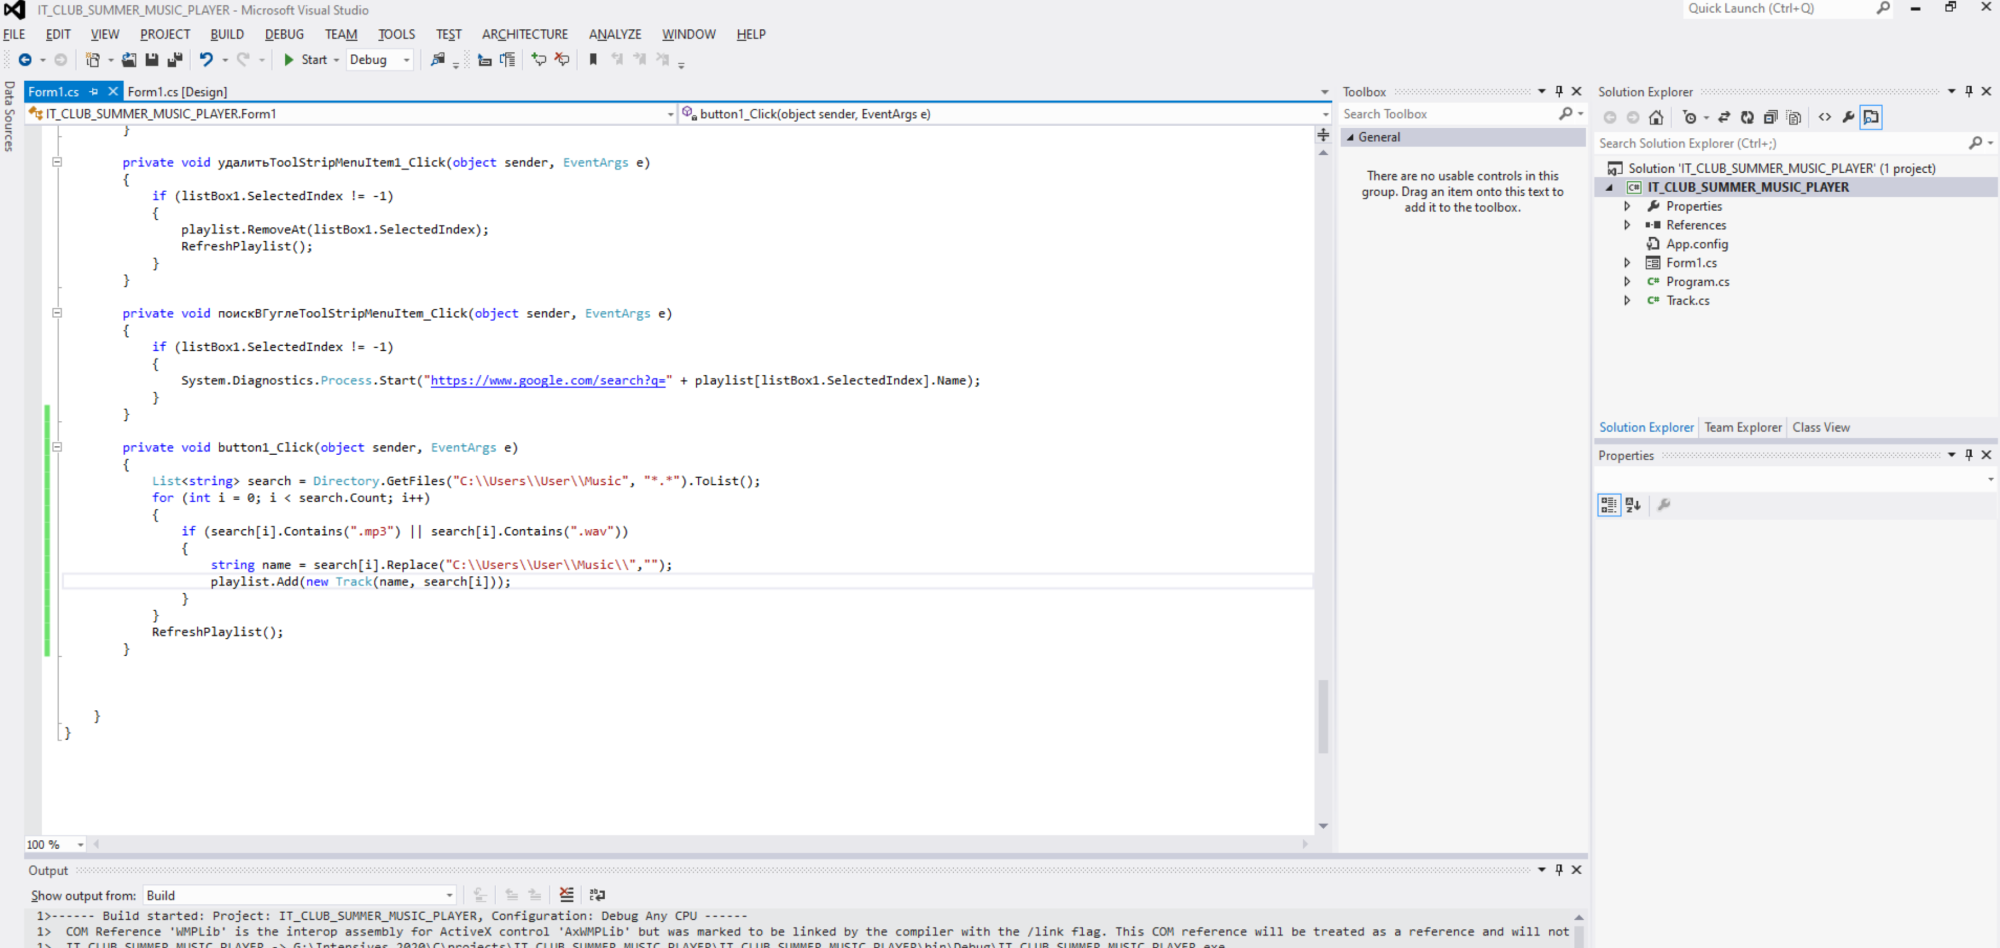 IT_CLUB_SUMMER_MUSIC_PLAYER - Microsoft Visual Studio
Quick Launch (Ctrl+Q)
FILE EDIT VIEW PROJECT BUILD DEBUG TEAM TOOLS TEST ARCHITECTURE ANALYZE WINDOW HELP
Start Debug
Data Sources
Form1.cs Form1.cs [Design]
IT_CLUB_SUMMER_MUSIC_PLAYER.Form1 button1_Click(object sender, EventArgs e)
}
private void удалитьToolStripMenuItem1_Click(object sender, EventArgs e)
{
if (listBox1.SelectedIndex != -1)
{
playlist.RemoveAt(listBox1.SelectedIndex);
RefreshPlaylist();
}
}
private void поискВГуглеToolStripMenuItem_Click(object sender, EventArgs e)
{
if (listBox1.SelectedIndex != -1)
{
System.Diagnostics.Process.Start("https://www.google.com/search?q=" + playlist[listBox1.SelectedIndex].Name);
}
}
private void button1_Click(object sender, EventArgs e)
{
List<string> search = Directory.GetFiles("C:\\Users\\User\\Music", "*.*").ToList();
for (int i = 0; i < search.Count; i++)
{
if (search[i].Contains(".mp3") || search[i].Contains(".wav"))
{
string name = search[i].Replace("C:\\Users\\User\\Music\\","");
playlist.Add(new Track(name, search[i]));
}
}
RefreshPlaylist();
}
}
}
100 %
Toolbox
Search Toolbox
General
There are no usable controls in this
group. Drag an item onto this text to
add it to the toolbox.
Solution Explorer
Search Solution Explorer (Ctrl+;)
Solution 'IT_CLUB_SUMMER_MUSIC_PLAYER' (1 project)
IT_CLUB_SUMMER_MUSIC_PLAYER
Properties
References
App.config
Form1.cs
Program.cs
Track.cs
Solution Explorer Team Explorer Class View
Properties
Output
Show output from: Build
1>------ Build started: Project: IT_CLUB_SUMMER_MUSIC_PLAYER, Configuration: Debug Any CPU ------
1> COM Reference 'WMPLib' is the interop assembly for ActiveX control 'AxWMPLib' but was marked to be linked by the compiler with the /link flag. This COM reference will be treated as a reference and will not
1> IT_CLUB_SUMMER_MUSIC_PLAYER -> G:\Intensives 2020\C\projects\IT_CLUB_SUMMER_MUSIC_PLAYER\IT_CLUB_SUMMER_MUSIC_PLAYER\bin\Debug\IT_CLUB_SUMMER_MUSIC_PLAYER.exe